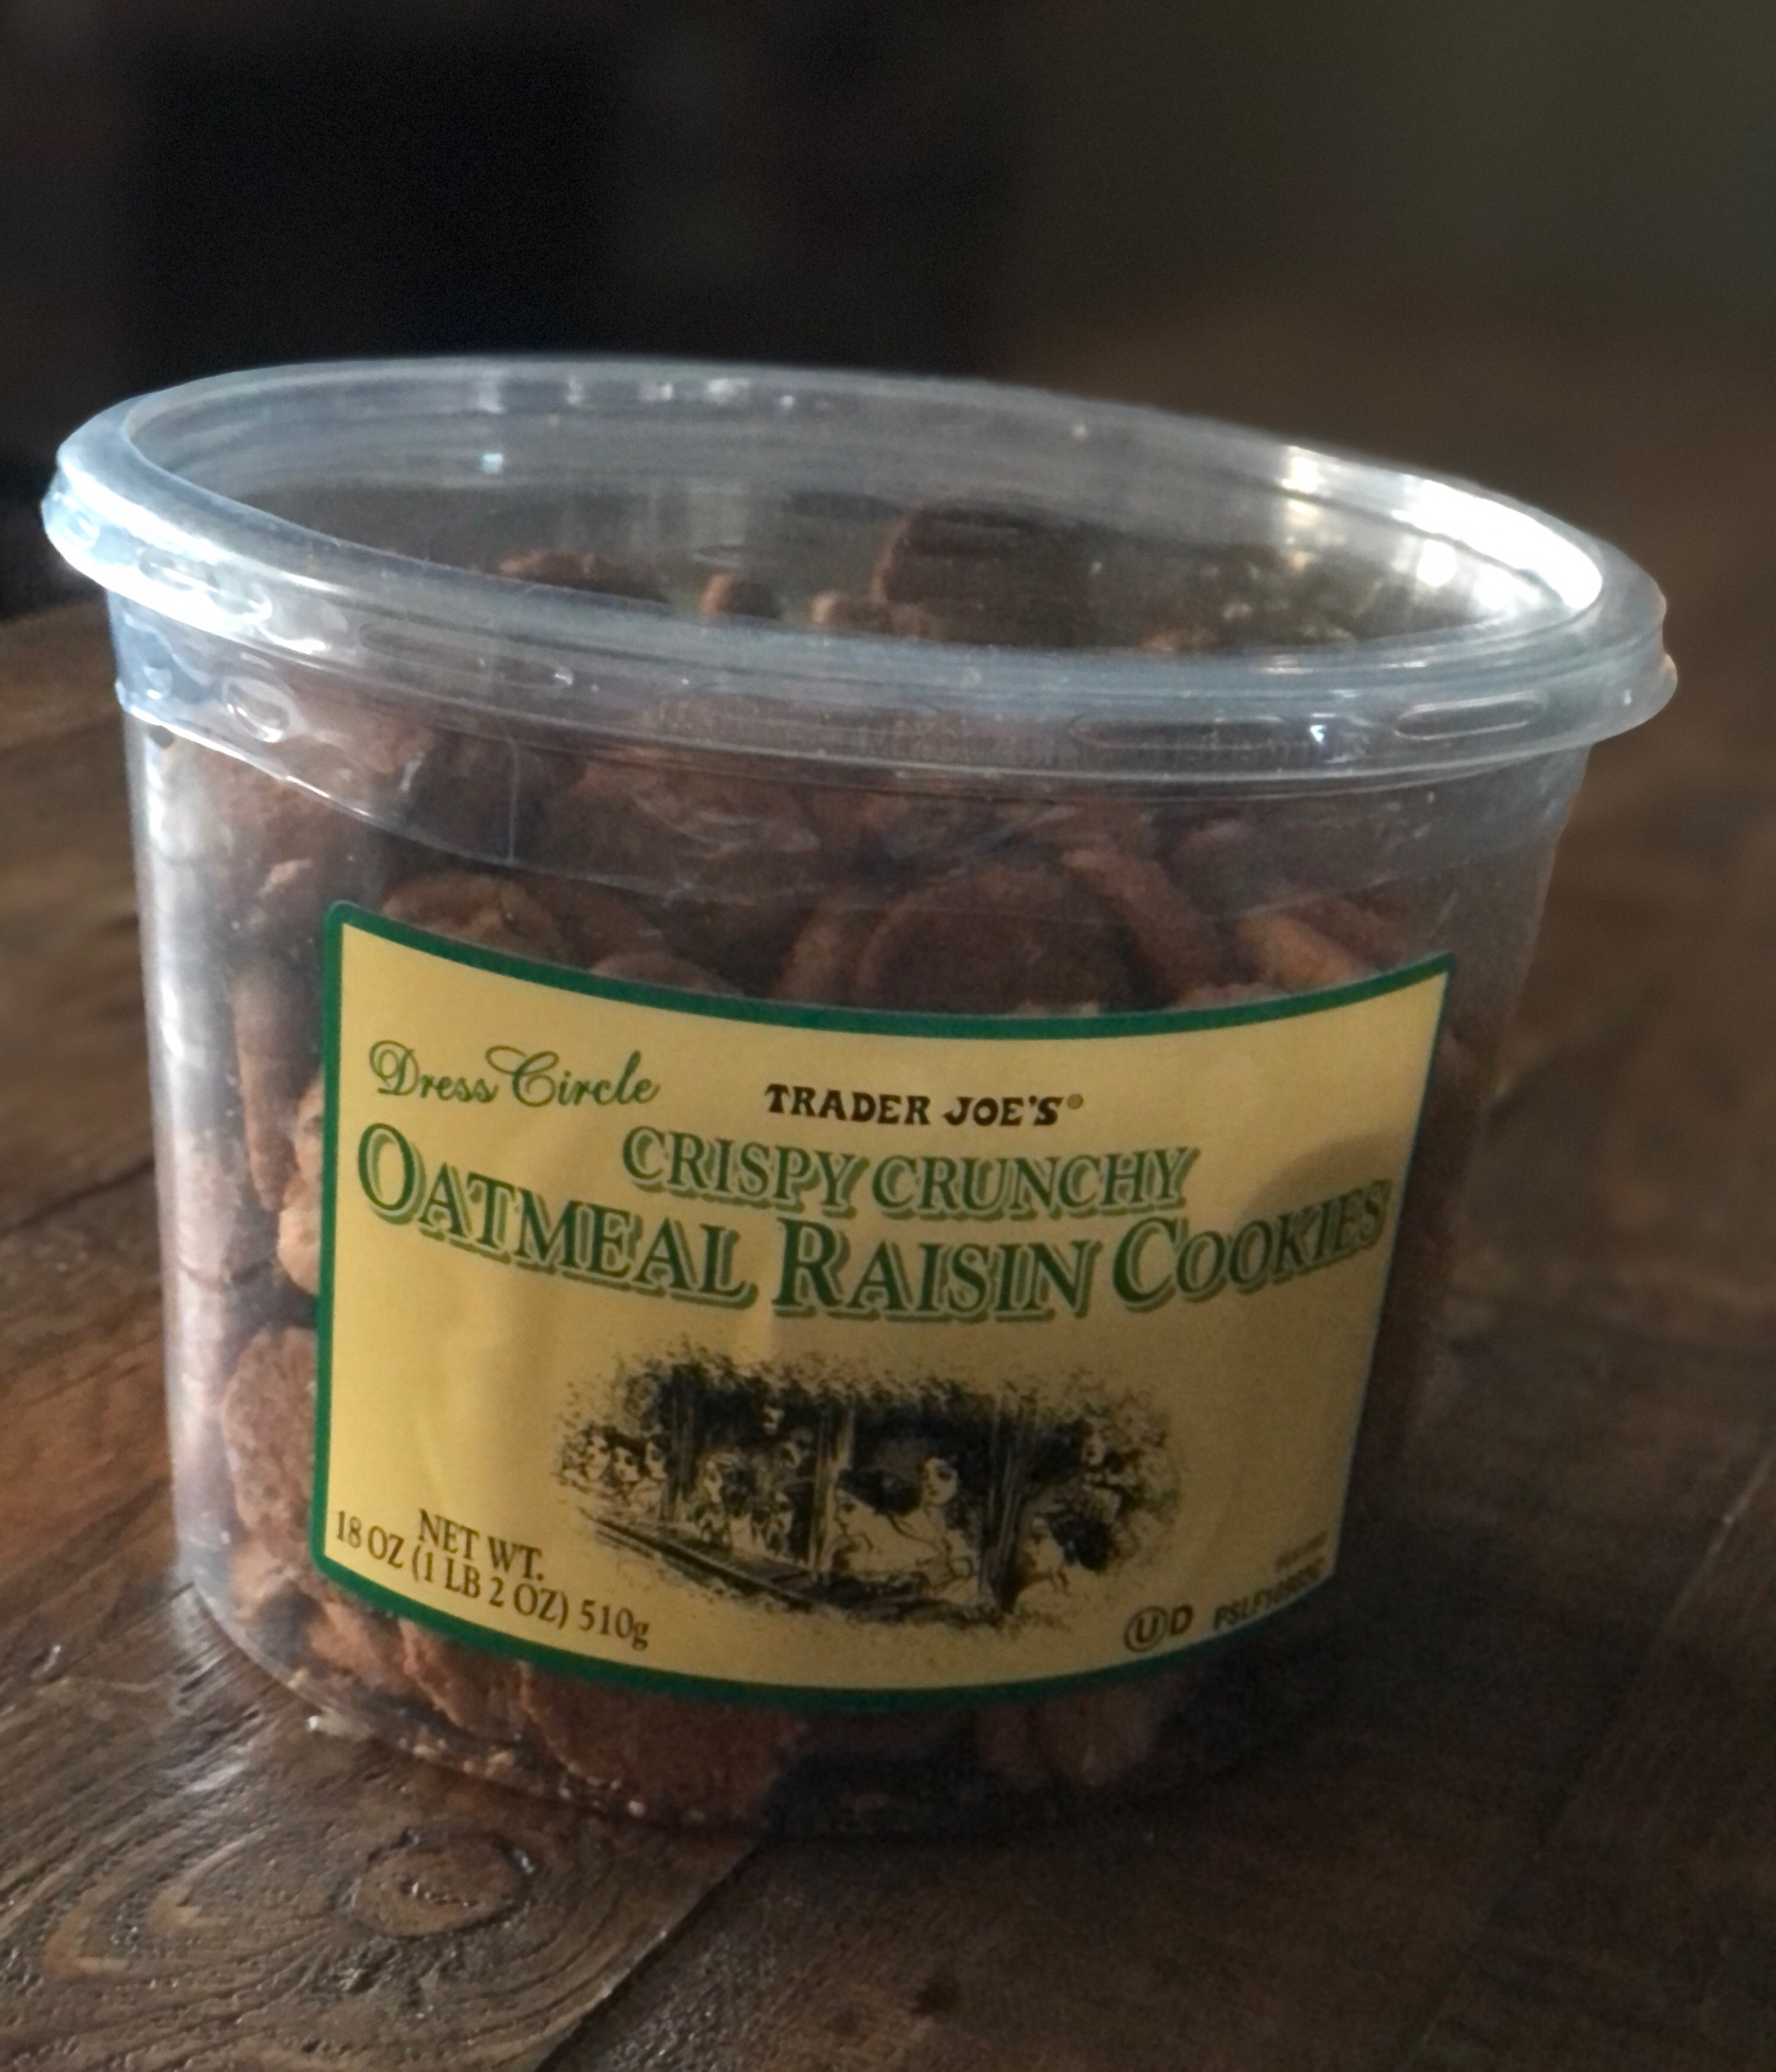 Dress Circle
TRADER JOE'S®
CRISPY CRUNCHY
OATMEAL RAISIN COOKIES
NET WT.
18 OZ (1 LB 2 OZ) 510g
Ⓤ D